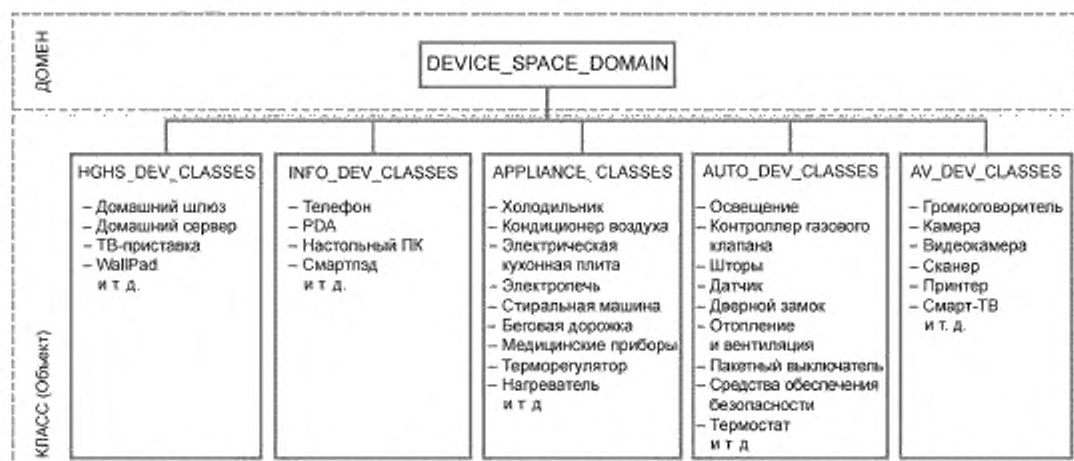 ДОМЕН
DEVICE_SPACE_DOMAIN
КЛАСС (Объект)
HGHS_DEV_CLASSES
– Домашний шлюз
– Домашний сервер
– ТВ-приставка
– WallPad
и т д.
INFO_DEV_CLASSES
– Телефон
– PDA
– Настольный ПК
– Смартпэд
и т. д.
APPLIANCE_CLASSES
– Холодильник
– Кондиционер воздуха
– Электрическая
кухонная плита
– Электропечь
– Стиральная машина
– Беговая дорожка
– Медицинские приборы
– Терморегулятор
– Нагреватель
и т д
AUTO_DEV_CLASSES
– Освещение
– Контроллер газового
клапана
– Шторы
– Датчик
– Дверной замок
– Отопление
и вентиляция
– Пакетный выключатель
– Средства обеспечения
безопасности
– Термостат
и т д
AV_DEV_CLASSES
– Громкоговоритель
– Камера
– Видеокамера
– Сканер
– Принтер
– Смарт-ТВ
и т. д.